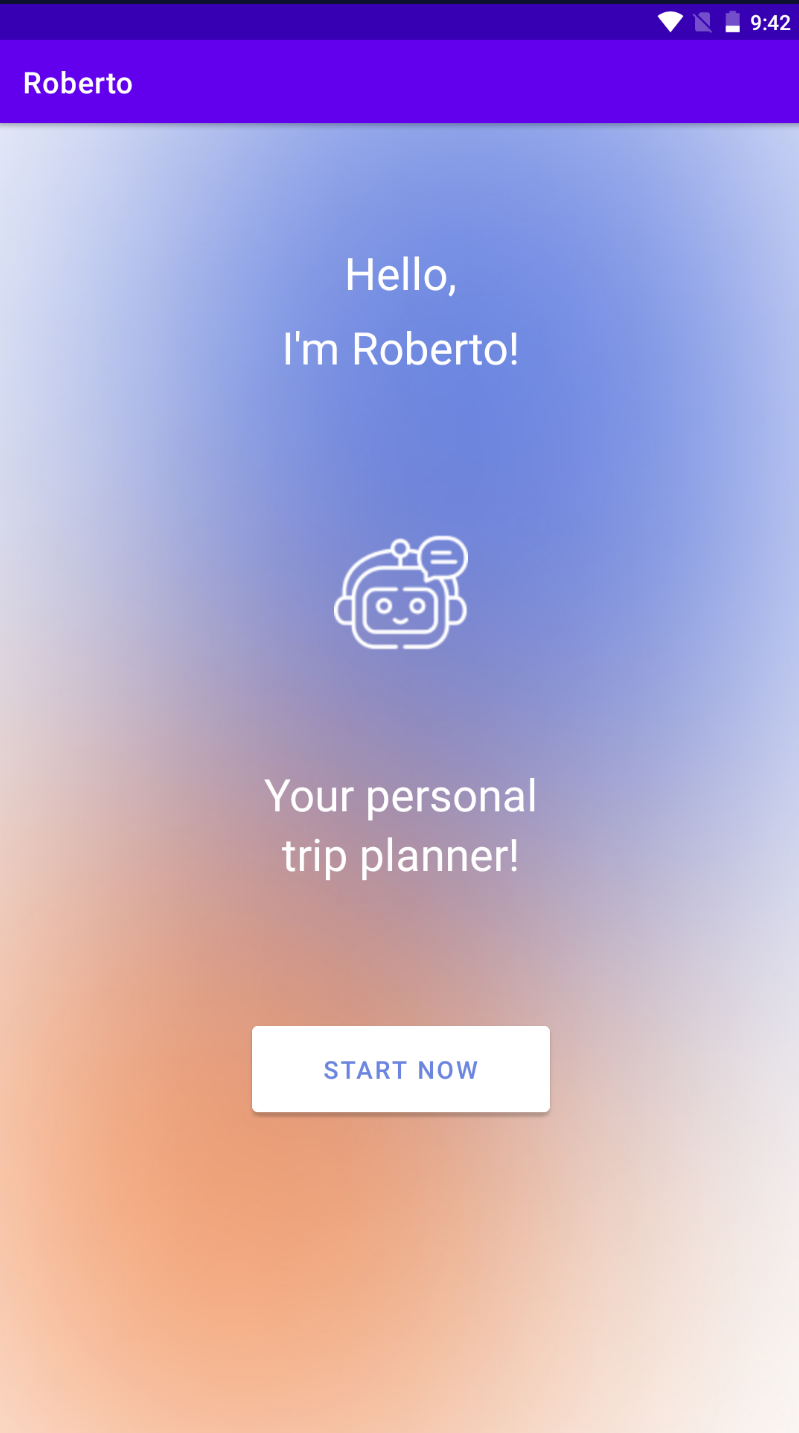 9:42
Roberto
Hello,
I'm Roberto!
Your personal
trip planner!
START NOW